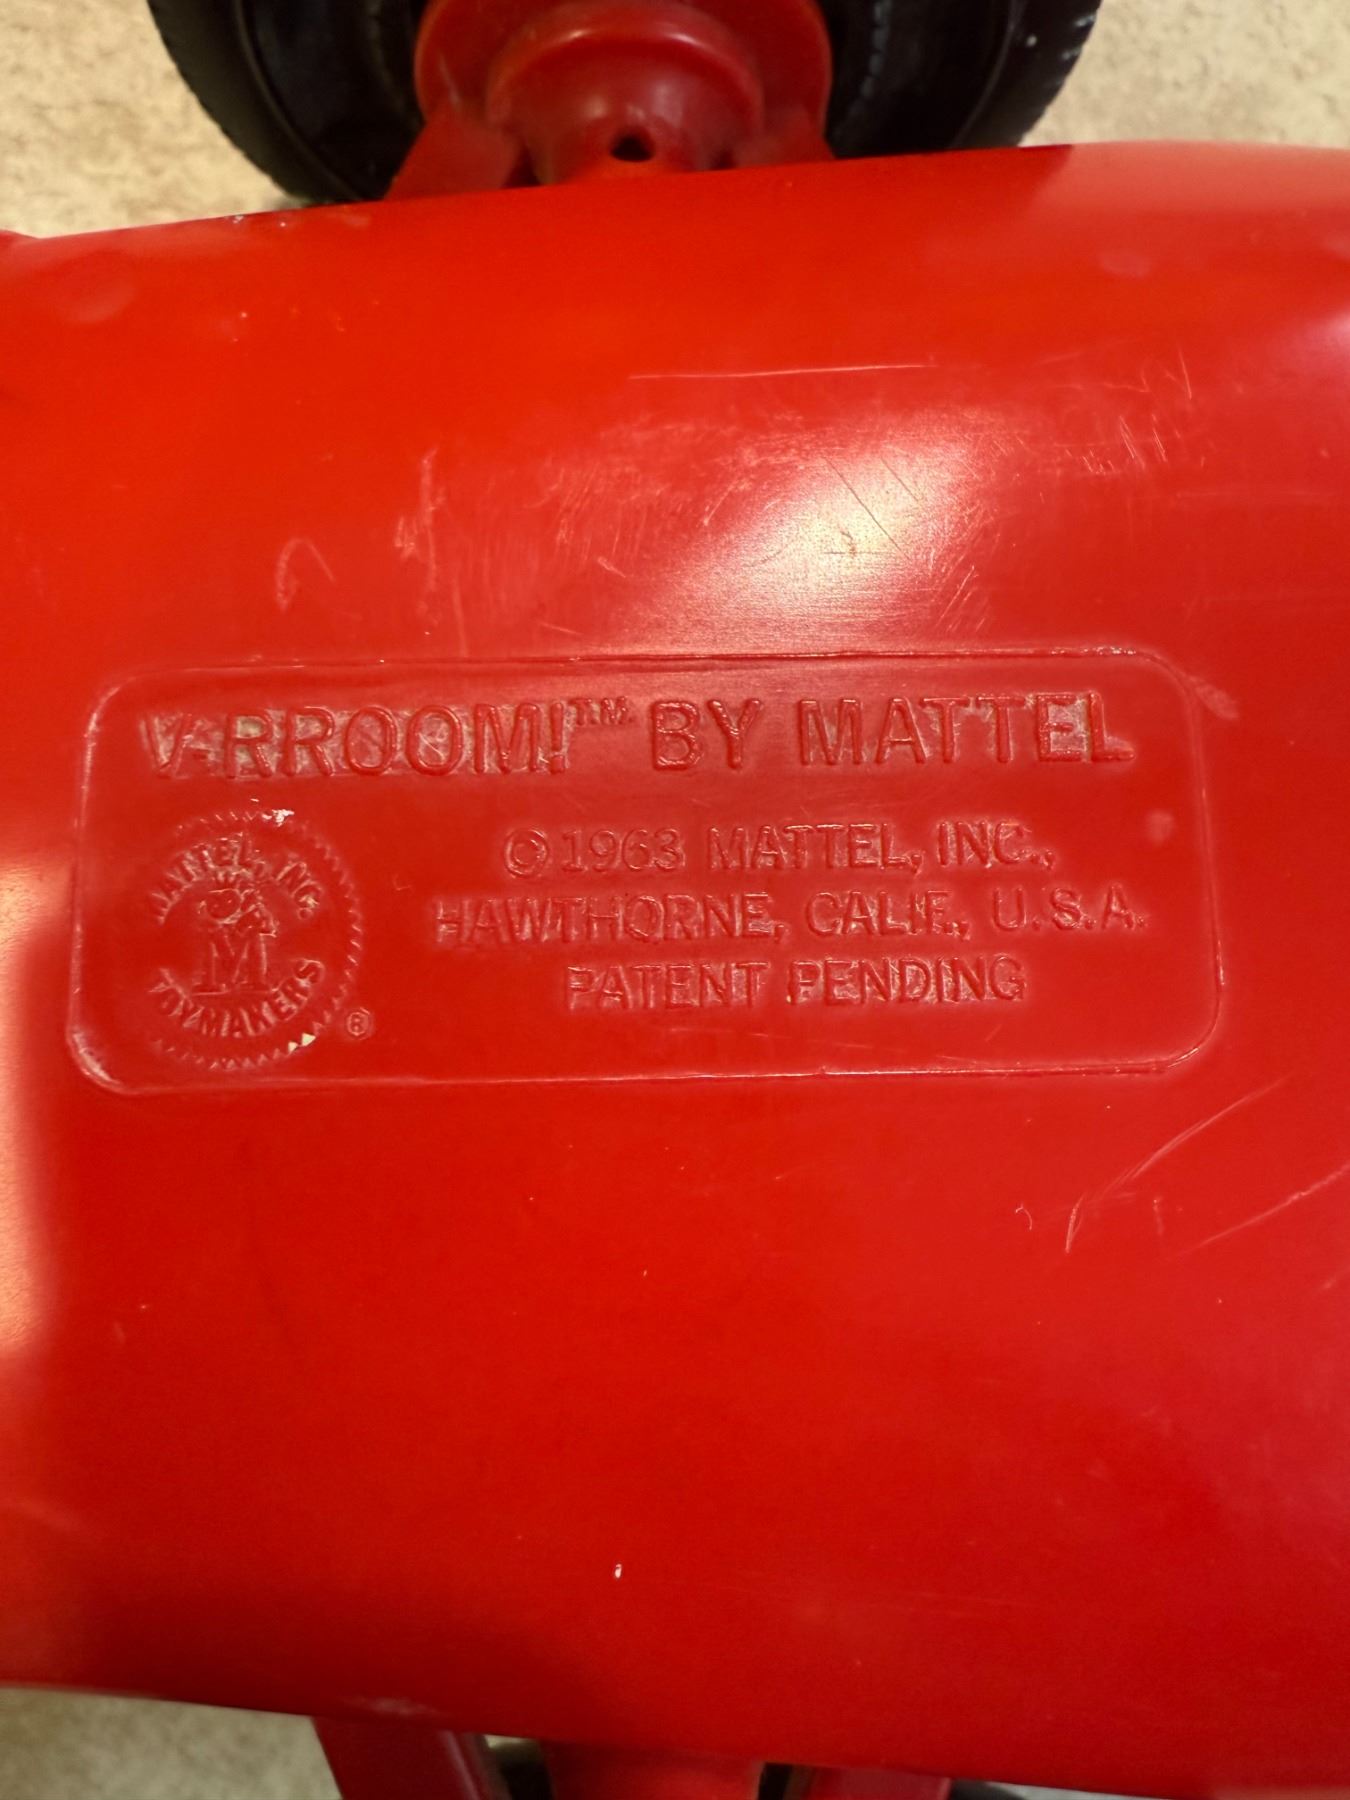 V-RROOM!™ BY MATTEL
MATTEL, INC.
M
TOYMAKERS
®
© 1963 MATTEL, INC.,
HAWTHORNE, CALIF., U.S.A.
PATENT PENDING